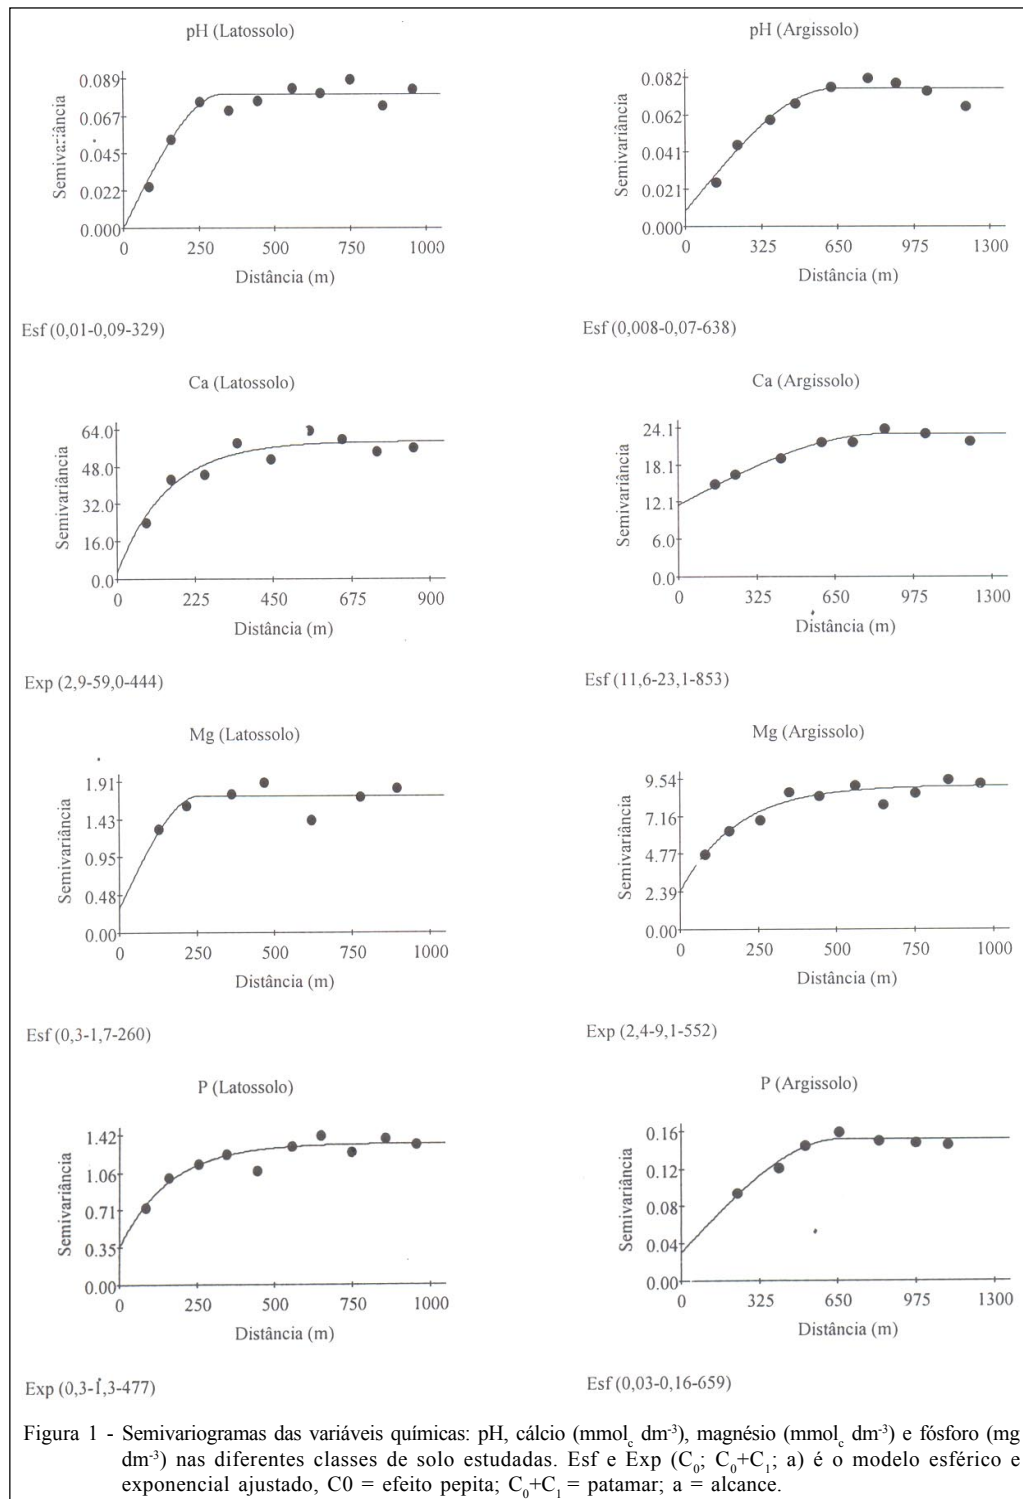 pH (Latossolo)
Semivariância
0.089
0.067
0.045
0.022
0.000
0 250 500 750 1000
Distância (m)
Esf (0,01-0,09-329)
pH (Argissolo)
Semivariância
0.082
0.062
0.041
0.021
0.000
0 325 650 975 1300
Distância (m)
Esf (0,008-0,07-638)
Ca (Latossolo)
Semivariância
64.0
48.0
32.0
16.0
0.0
0 225 450 675 900
Distância (m)
Exp (2,9-59,0-444)
Ca (Argissolo)
Semivariância
24.1
18.1
12.1
6.0
0.0
0 325 650 975 1300
Distância (m)
Esf (11,6-23,1-853)
Mg (Latossolo)
Semivariância
1.91
1.43
0.95
0.48
0.00
0 250 500 750 1000
Distância (m)
Esf (0,3-1,7-260)
Mg (Argissolo)
Semivariância
9.54
7.16
4.77
2.39
0.00
0 250 500 750 1000
Distância (m)
Exp (2,4-9,1-552)
P (Latossolo)
Semivariância
1.42
1.06
0.71
0.35
0.00
0 250 500 750 1000
Distância (m)
Exp (0,3-1,3-477)
P (Argissolo)
Semivariância
0.16
0.12
0.08
0.04
0.00
0 325 650 975 1300
Distância (m)
Esf (0,03-0,16-659)
Figura 1 - Semivariogramas das variáveis químicas: pH, cálcio (mmol_c dm⁻³), magnésio (mmol_c dm⁻³) e fósforo (mg
dm⁻³) nas diferentes classes de solo estudadas. Esf e Exp (C₀; C₀+C₁; a) é o modelo esférico e
exponencial ajustado, C0 = efeito pepita; C₀+C₁ = patamar; a = alcance.